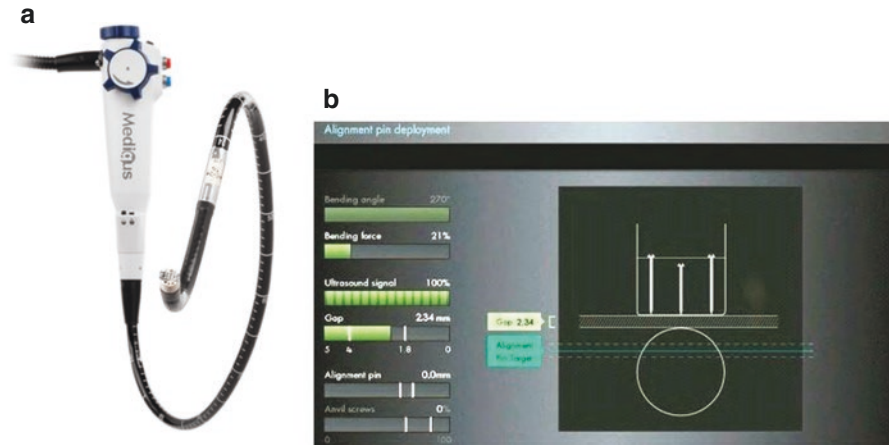 a
Mediqus
b
Alignment pin deployment
Bending angle 270°
Bending force 21%
Ultrasound signal 100%
Gap 2.34 mm
5 4 1.8 0
Gap 2.34
Alignment
Pin Target
Alignment pin 0.0mm
Anvil screws 0%
0 100